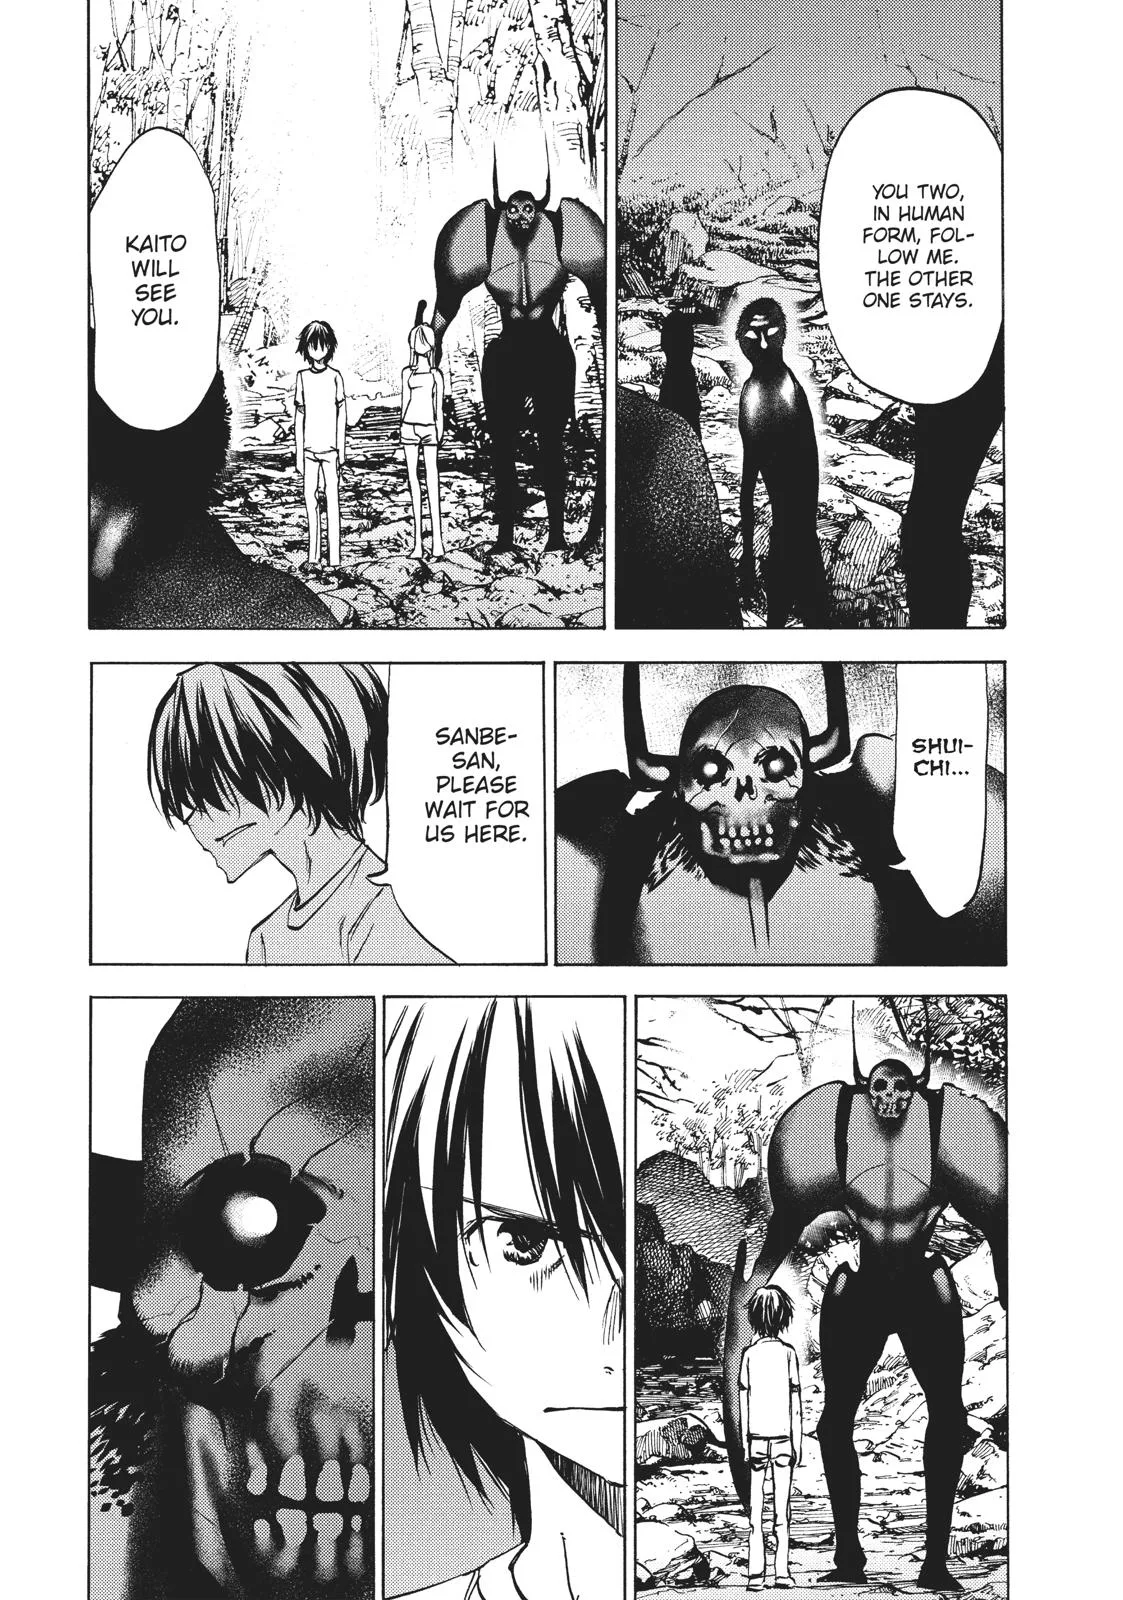 YOU TWO,
IN HUMAN
FORM, FOL-
LOW ME.
THE OTHER
ONE STAYS.
KAITO
WILL
SEE
YOU.
SHUI-
CHI...
SANBE-
SAN,
PLEASE
WAIT FOR
US HERE.